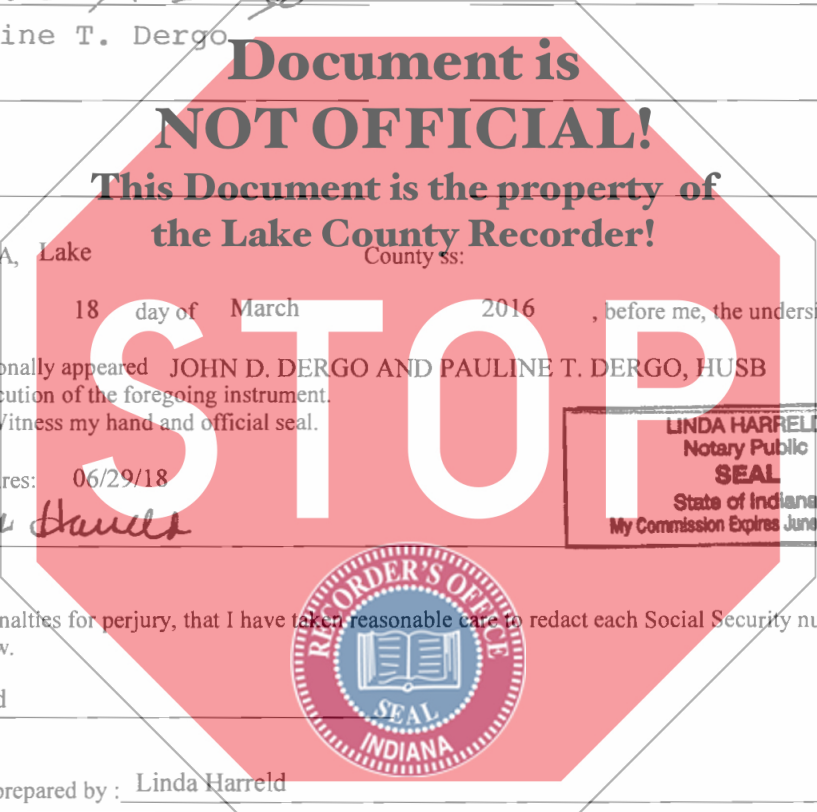 ine T. Dergo
Document is
NOT OFFICIAL!
This Document is the property of
the Lake County Recorder!
A, Lake County ss:
18 day of March 2016 , before me, the undersi
onally appeared JOHN D. DERGO AND PAULINE T. DERGO, HUSB
cution of the foregoing instrument.
Witness my hand and official seal.
res: 06/29/18
Harreld
STOP
LINDA HARRELD
Notary Public
SEAL
State of Indiana
My Commission Expires June
RECORDER'S OFFICE
SEAL
INDIANA
nalties for perjury, that I have taken reasonable care to redact each Social Security nu
w.
d
prepared by : Linda Harreld